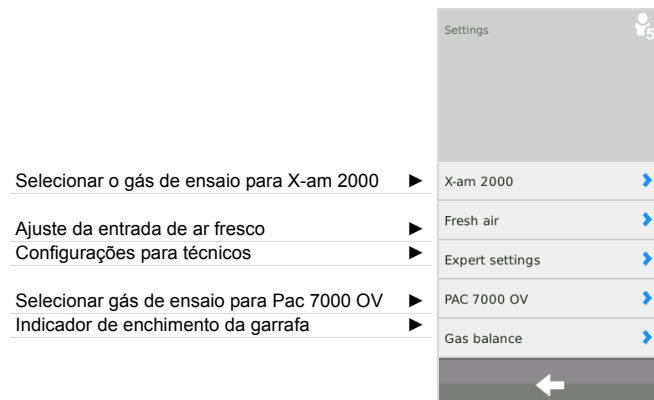 Settings
5
Selecionar o gás de ensaio para X-am 2000 ► X-am 2000
Ajuste da entrada de ar fresco ► Fresh air
Configurações para técnicos ► Expert settings
Selecionar gás de ensaio para Pac 7000 OV ► PAC 7000 OV
Indicador de enchimento da garrafa ► Gas balance